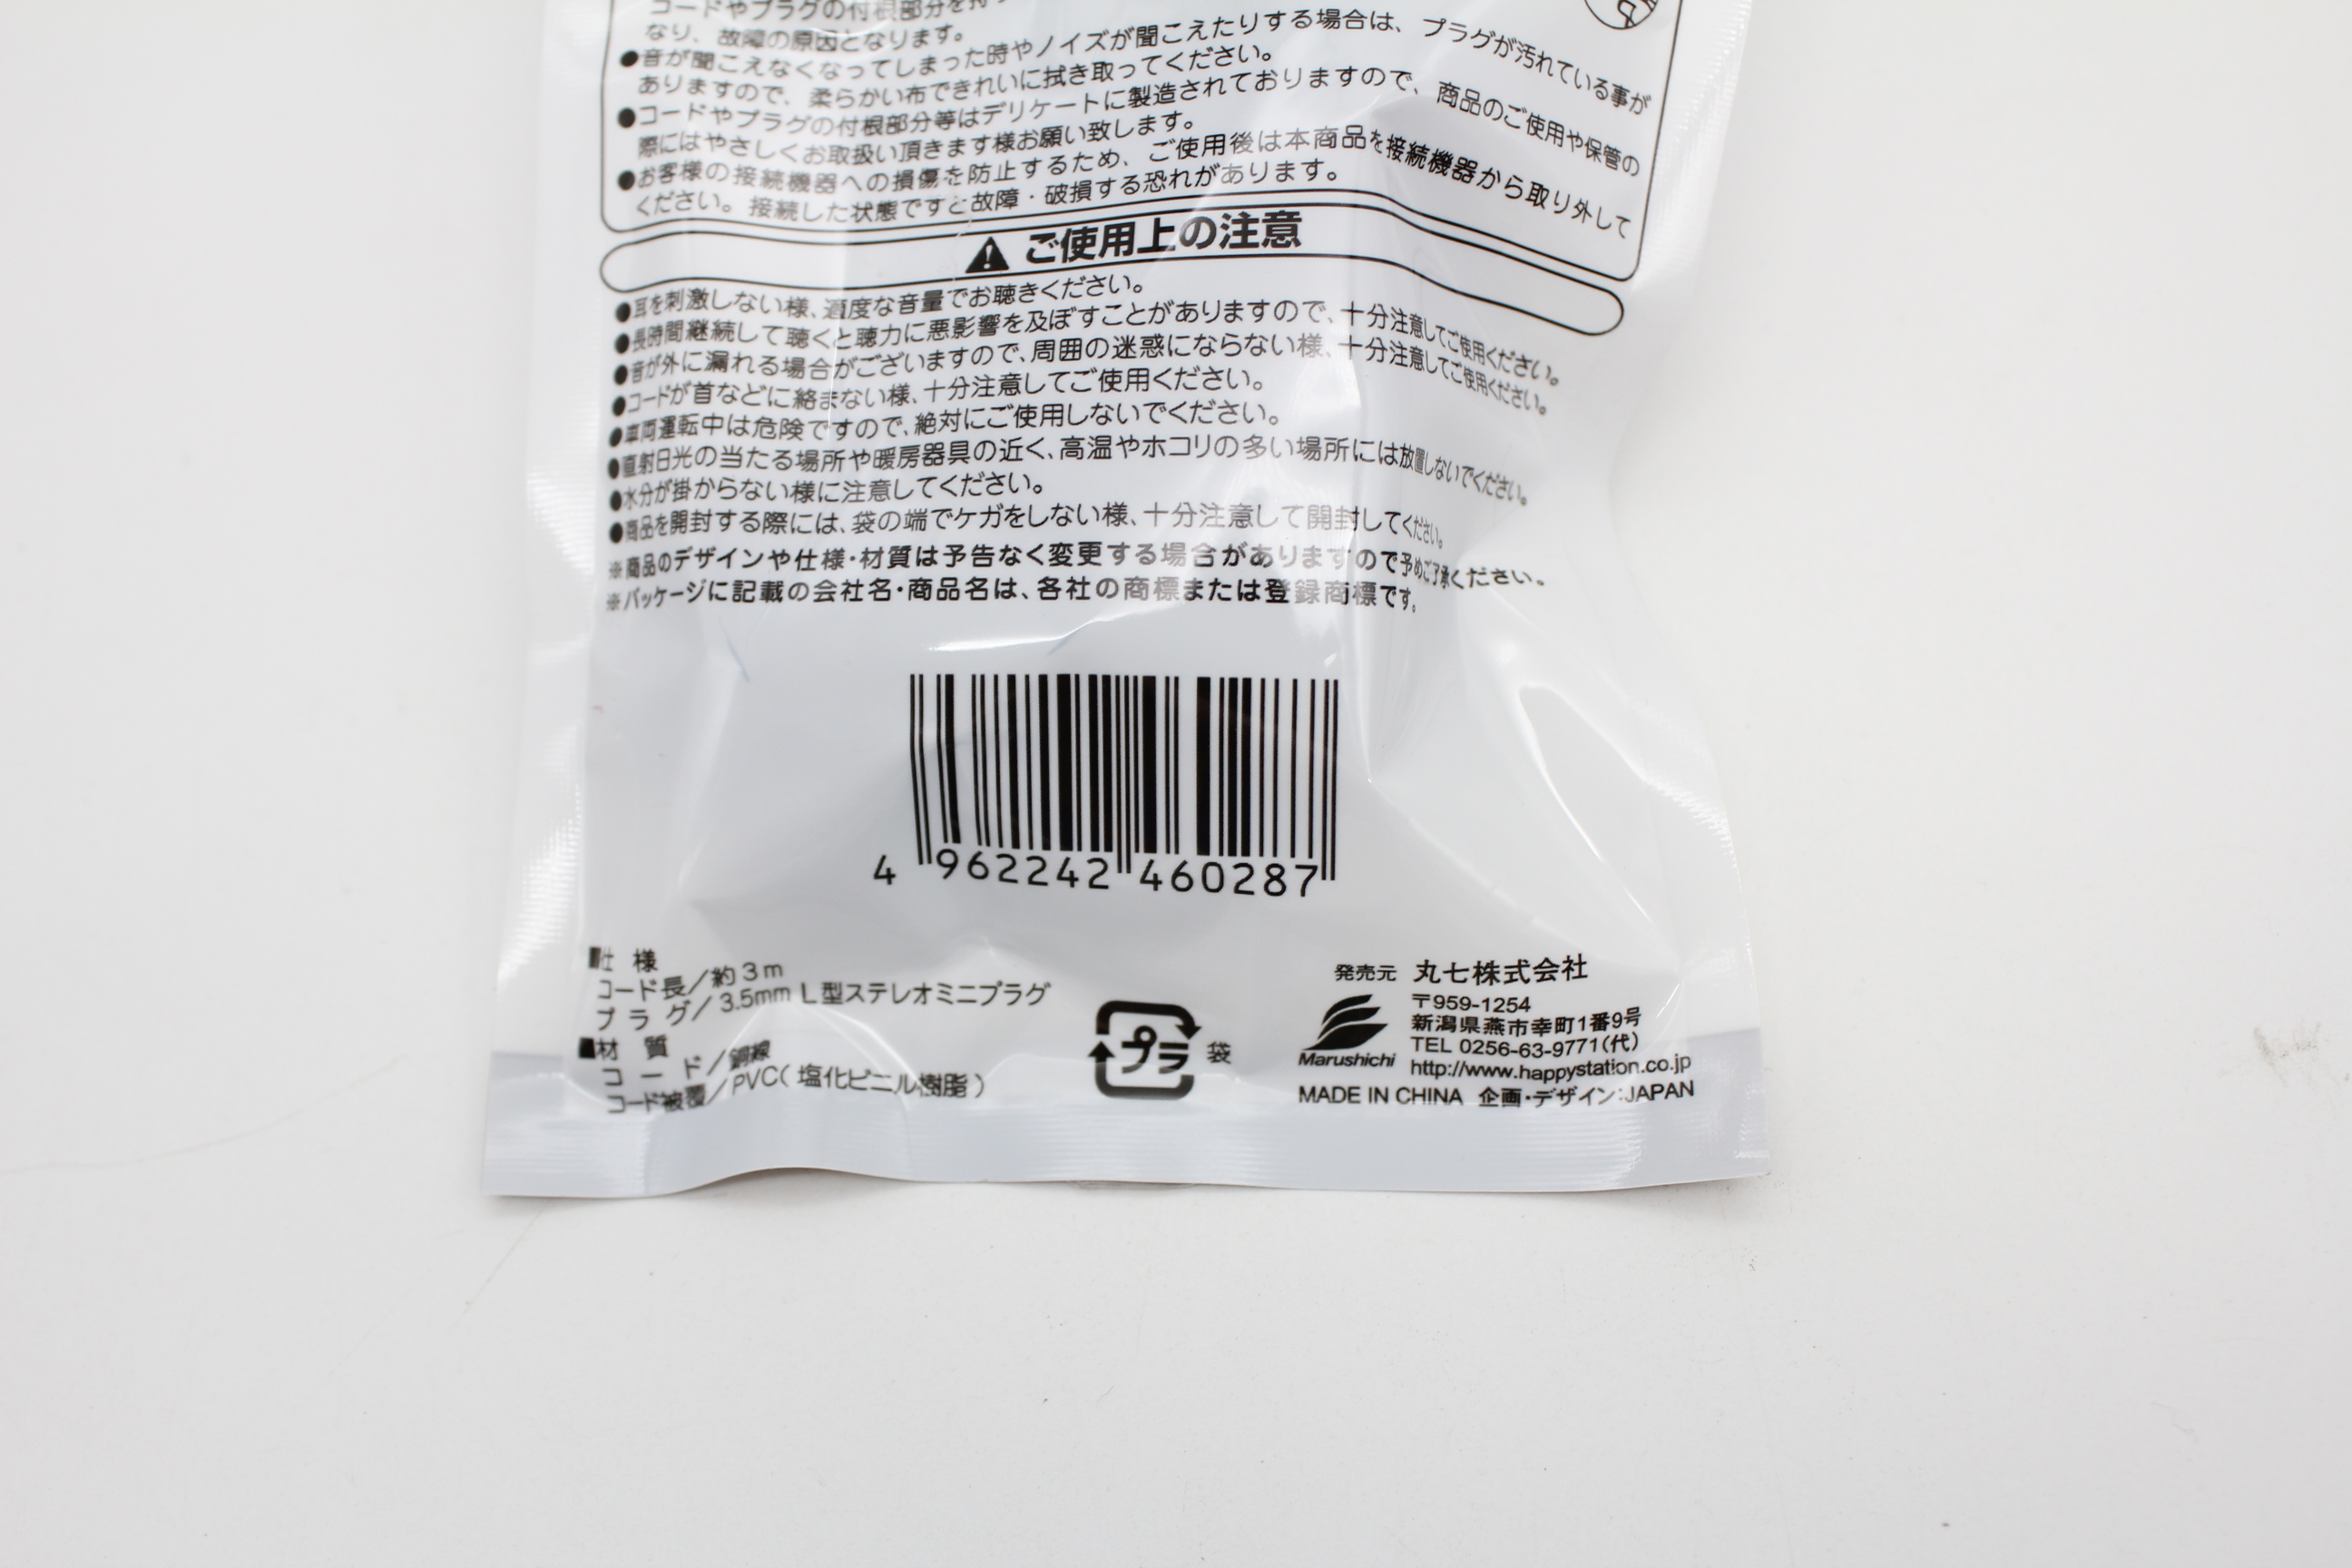 コードやプラグの付根部分を持
なり、故障の原因となります。
●音が聞こえなくなってしまった時やノイズが聞こえたりする場合は、プラグが汚れている事が
ありますので、柔らかい布できれいに拭き取ってください。
●コードやプラグの付根部分等はデリケートに製造されておりますので、商品のご使用や保管の
際にはやさしくお取扱い頂きます様お願い致します。
●お客様の接続機器への損傷を防止するため、ご使用後は本商品を接続機器から取り外して
ください。接続した状態ですと故障・破損する恐れがあります。
ご使用上の注意
●耳を刺激しない様、適度な音量でお聴きください。
●長時間継続して聴くと聴力に悪影響を及ぼすことがありますので、十分注意してご使用ください。
●音が外に漏れる場合がございますので、周囲の迷惑にならない様、十分注意してご使用ください。
●コードが首などに絡まない様、十分注意してご使用ください。
●車両運転中は危険ですので、絶対にご使用しないでください。
●直射日光の当たる場所や暖房器具の近く、高温やホコリの多い場所には放置しないでください。
●水分が掛からない様に注意してください。
●商品を開封する際には、袋の端でケガをしない様、十分注意して開封してください。
※商品のデザインや仕様・材質は予告なく変更する場合がありますので予めご了承ください。
※パッケージに記載の会社名・商品名は、各社の商標または登録商標です。
4 962242 460287
■仕 様
コード長／約3m
プラグ／3.5mm L型ステレオミニプラグ
■材 質
コード／銅線
コード被覆／PVC(塩化ビニル樹脂)
プラ 袋
発売元 丸七株式会社
〒959-1254
新潟県燕市幸町1番9号
TEL 0256-63-9771(代)
http://www.happystation.co.jp
Marushichi
MADE IN CHINA 企画・デザイン:JAPAN